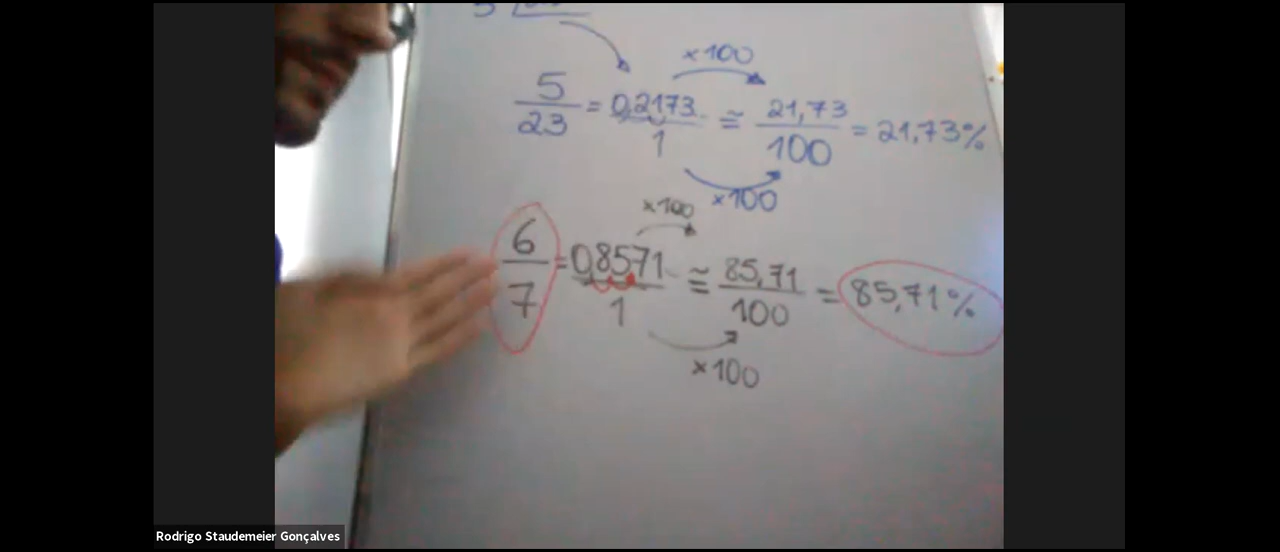 ×100
5/23 = 0,2173.../1 ≅ 21,73/100 = 21,73%
×100
×100
6/7 = 0,8571.../1 ≅ 85,71/100 = 85,71%
×100
Rodrigo Staudemeier Gonçalves